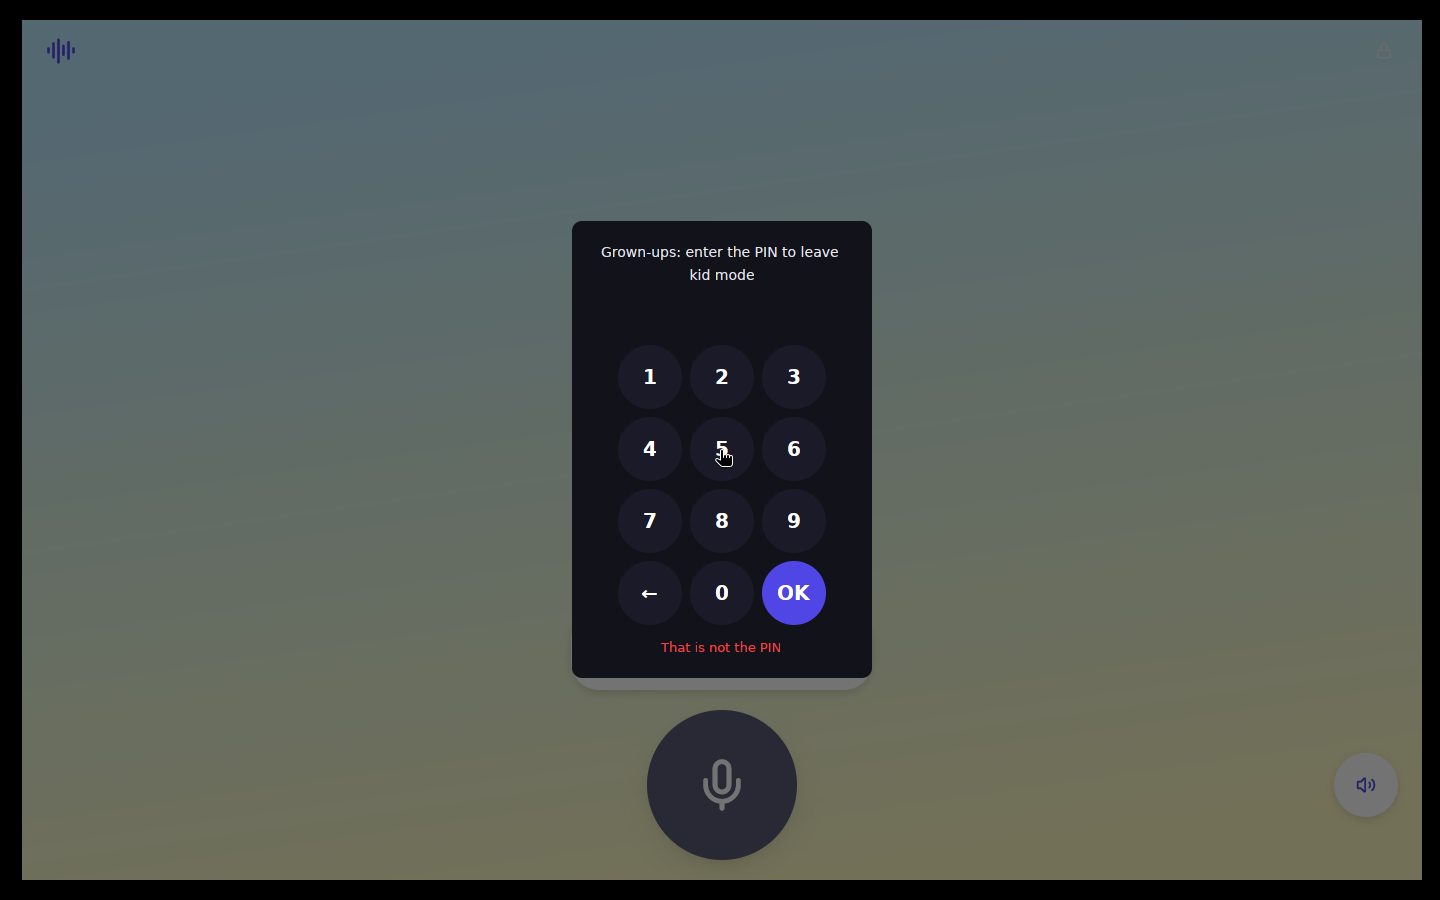 Grown-ups: enter the PIN to leave
kid mode
1 2 3
4 5 6
7 8 9
← 0 OK
That is not the PIN